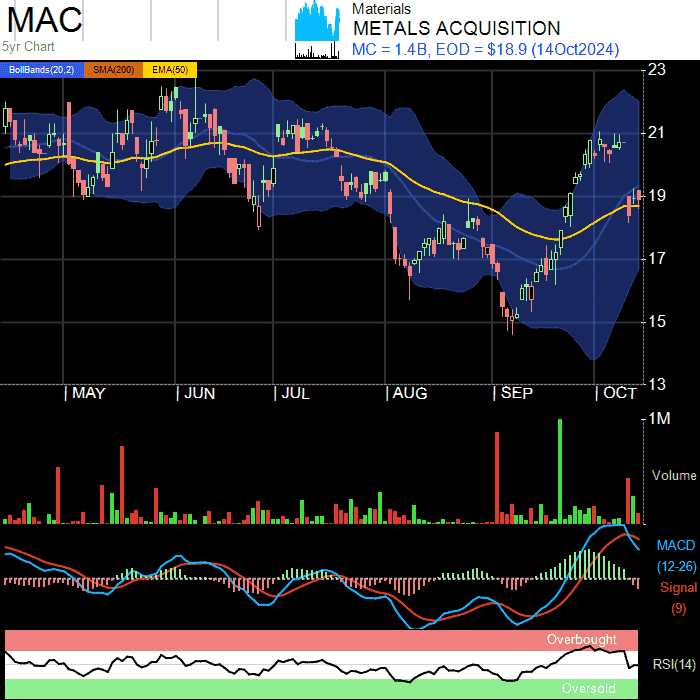 MAC
5yr Chart
Materials
METALS ACQUISITION
MC = 1.4B, EOD = $18.9 (14Oct2024)
BollBands(20,2) SMA(200) EMA(50)
23
21
19
17
15
13
MAY JUN JUL AUG SEP OCT
1M
Volume
MACD
(12-26)
Signal
(9)
Overbought
RSI(14)
Oversold